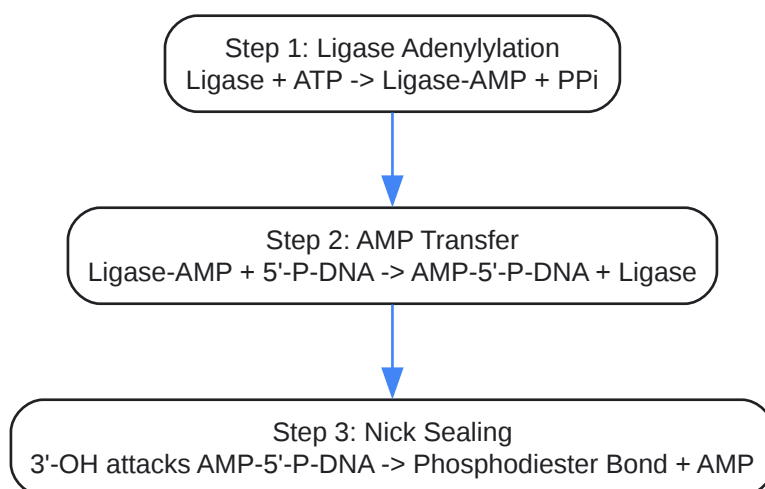 Step 1: Ligase Adenylylation
Ligase + ATP -> Ligase-AMP + PPi
Step 2: AMP Transfer
Ligase-AMP + 5'-P-DNA -> AMP-5'-P-DNA + Ligase
Step 3: Nick Sealing
3'-OH attacks AMP-5'-P-DNA -> Phosphodiester Bond + AMP